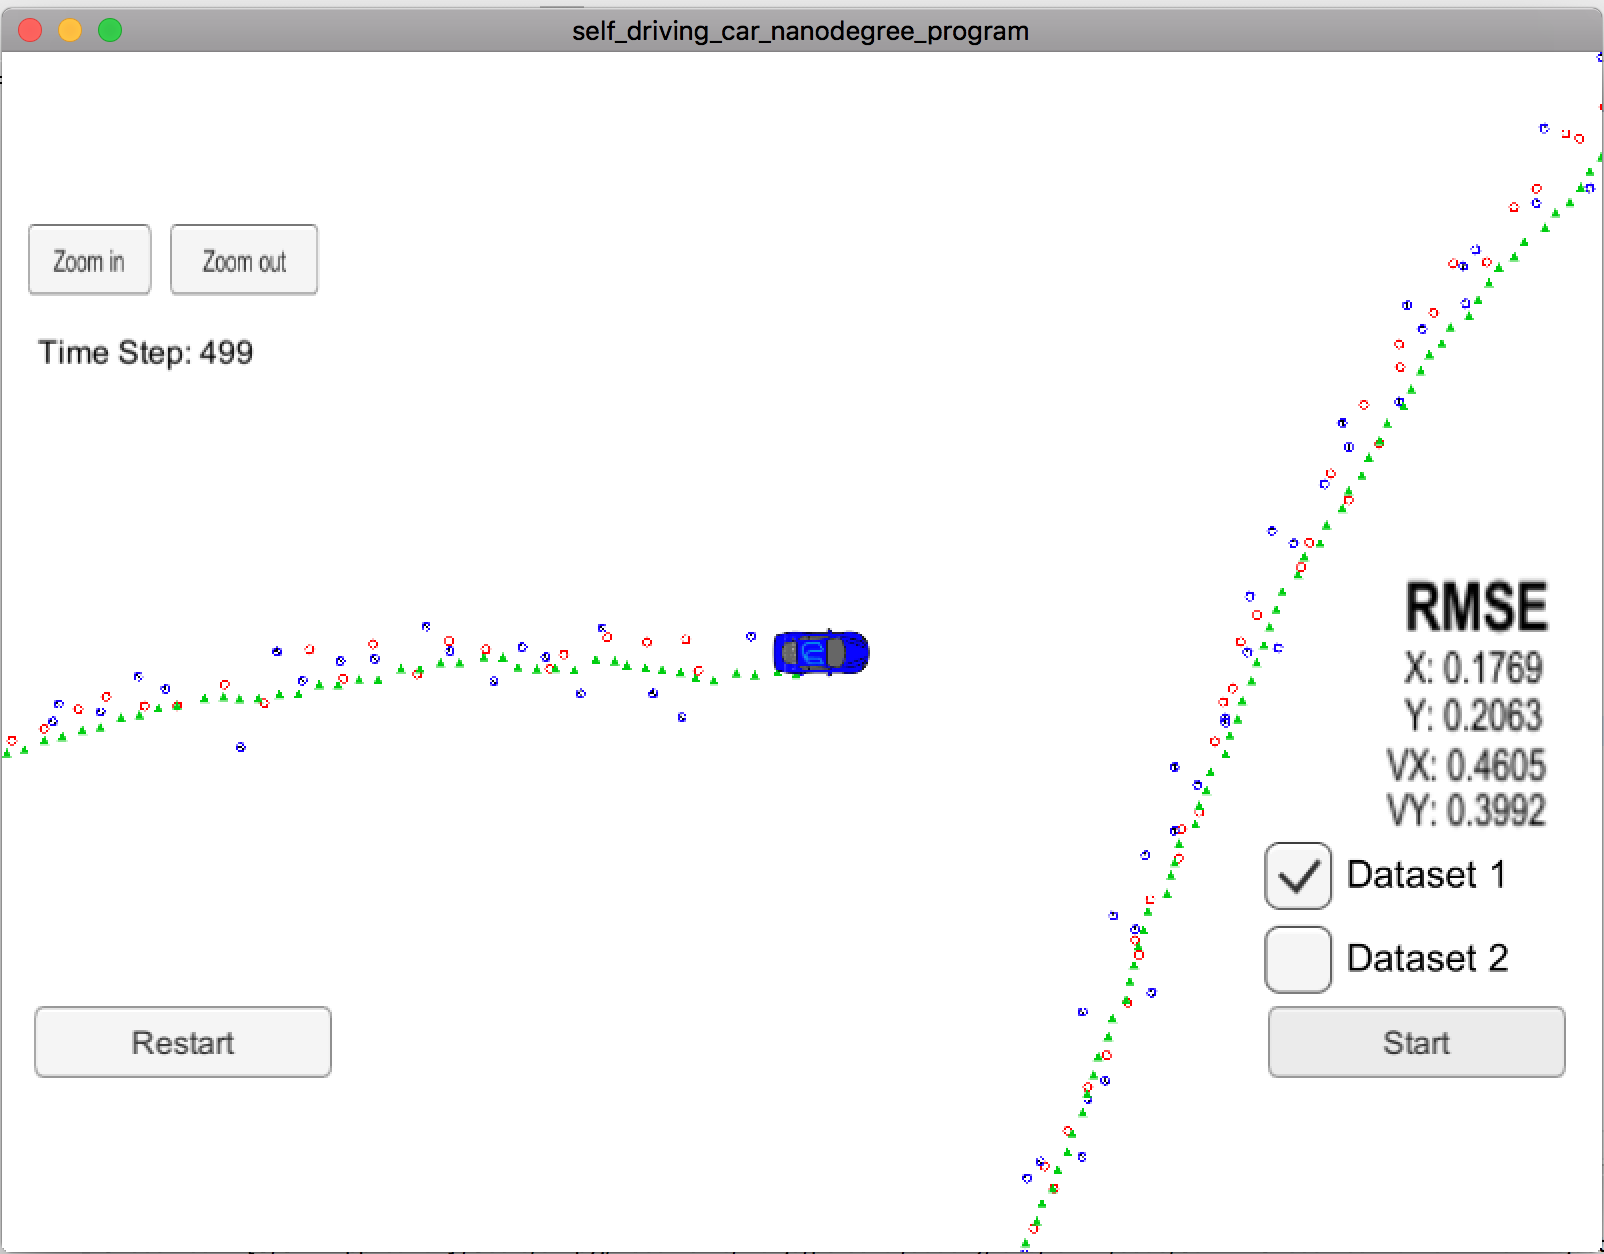 self_driving_car_nanodegree_program
Zoom in
Zoom out
Time Step: 499
RMSE
X: 0.1769
Y: 0.2063
VX: 0.4605
VY: 0.3992
Dataset 1
Dataset 2
Restart
Start